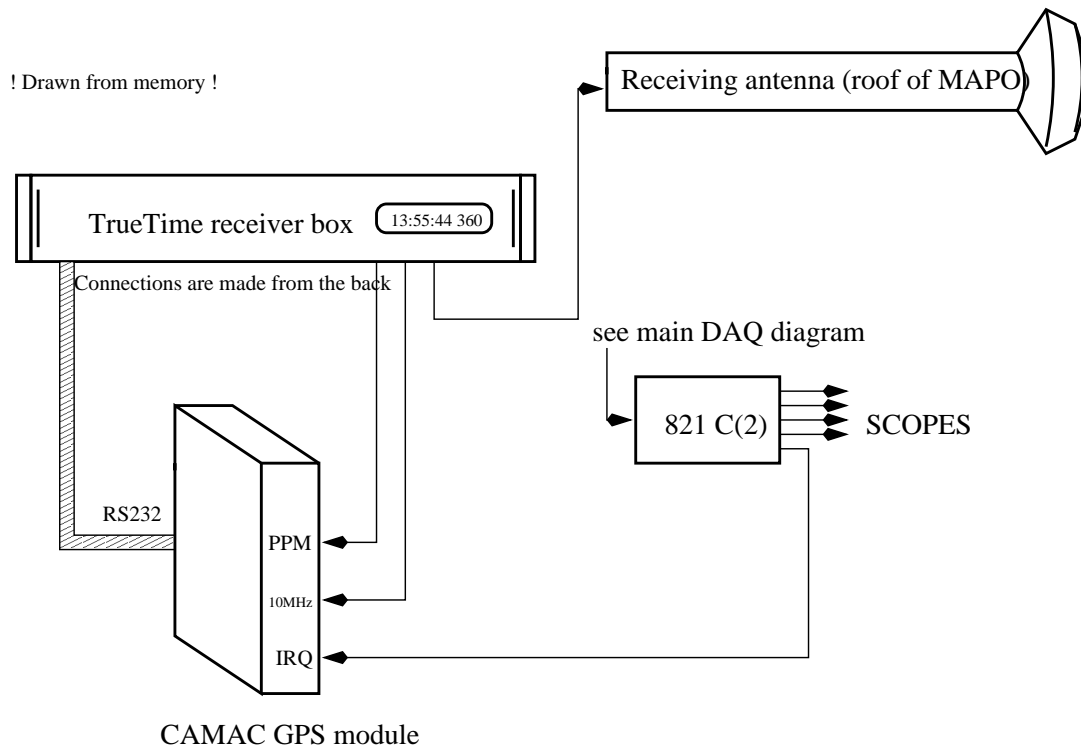 ! Drawn from memory !
Receiving antenna (roof of MAPO)
TrueTime receiver box
13:55:44 360
Connections are made from the back
see main DAQ diagram
821 C(2)
SCOPES
RS232
PPM
10MHz
IRQ
CAMAC GPS module